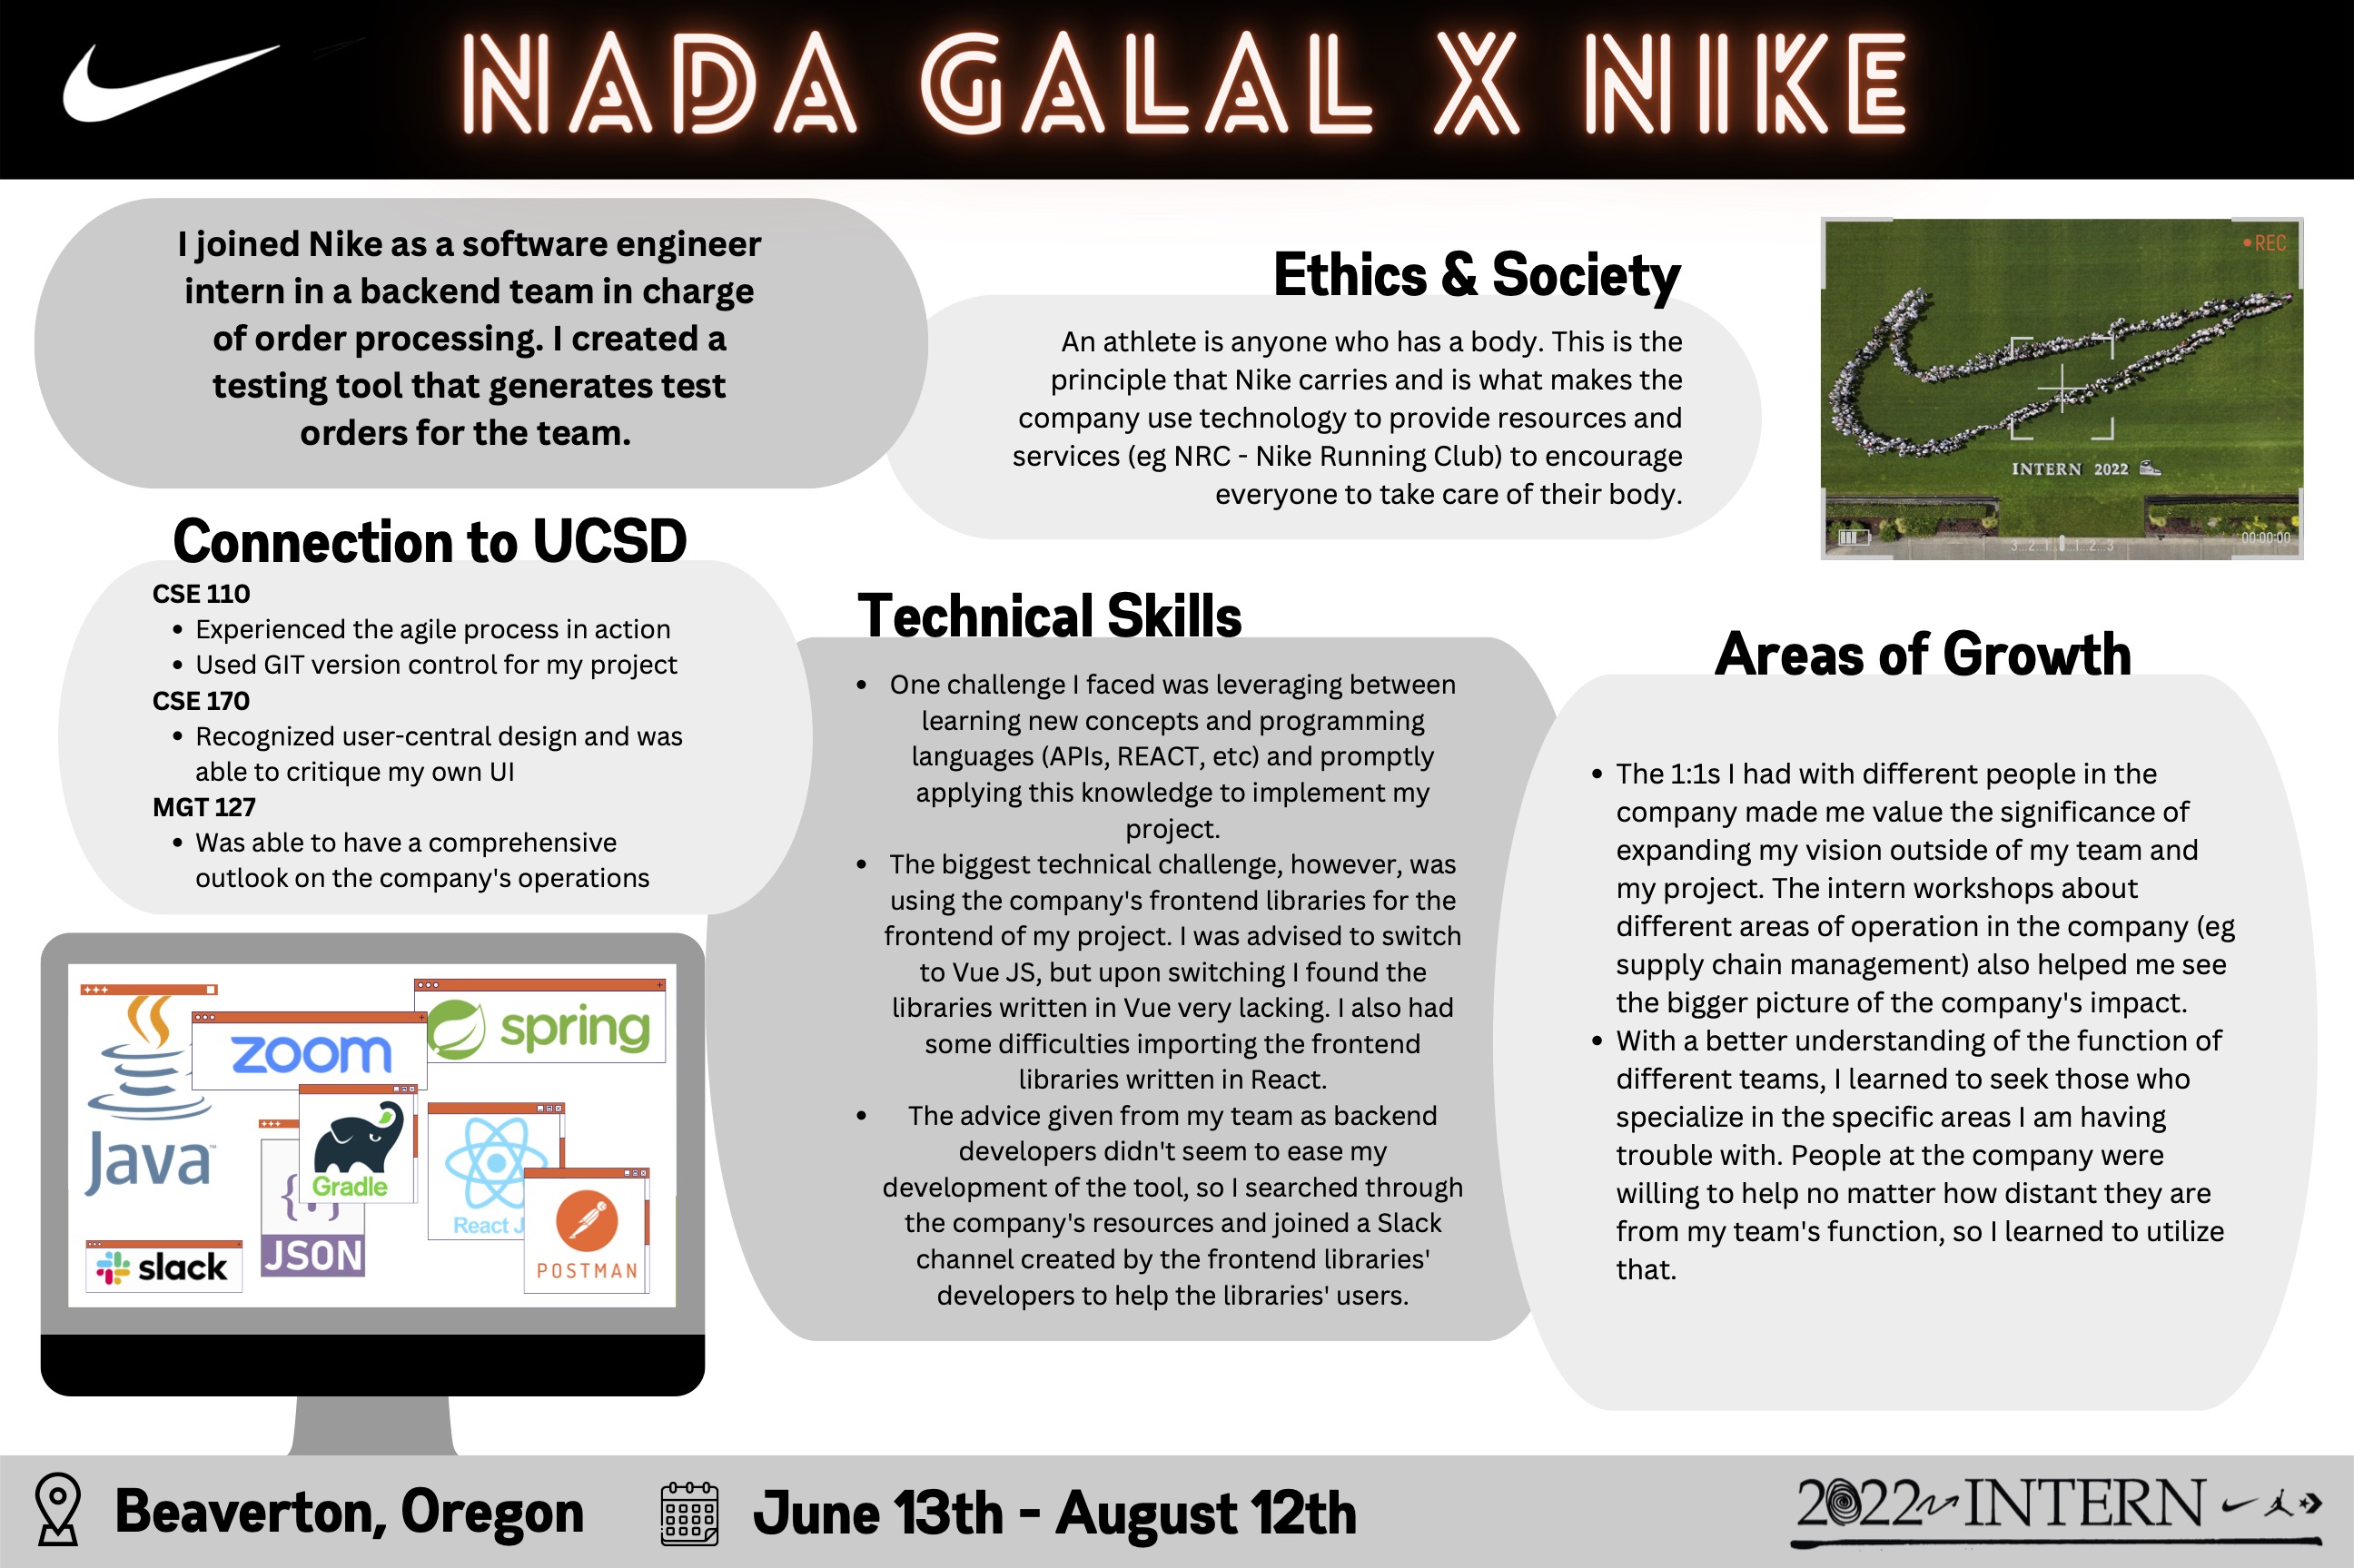 NADA GALAL X NIKE
I joined Nike as a software engineer
intern in a backend team in charge
of order processing. I created a
testing tool that generates test
orders for the team.
Ethics & Society
An athlete is anyone who has a body. This is the
principle that Nike carries and is what makes the
company use technology to provide resources and
services (eg NRC - Nike Running Club) to encourage
everyone to take care of their body.
REC
INTERN 2022
3...2...1...1...2...3
00:00:00
Connection to UCSD
CSE 110
• Experienced the agile process in action
• Used GIT version control for my project
CSE 170
• Recognized user-central design and was
able to critique my own UI
MGT 127
• Was able to have a comprehensive
outlook on the company's operations
Technical Skills
• One challenge I faced was leveraging between
learning new concepts and programming
languages (APIs, REACT, etc) and promptly
applying this knowledge to implement my
project.
• The biggest technical challenge, however, was
using the company's frontend libraries for the
frontend of my project. I was advised to switch
to Vue JS, but upon switching I found the
libraries written in Vue very lacking. I also had
some difficulties importing the frontend
libraries written in React.
• The advice given from my team as backend
developers didn't seem to ease my
development of the tool, so I searched through
the company's resources and joined a Slack
channel created by the frontend libraries'
developers to help the libraries' users.
Areas of Growth
• The 1:1s I had with different people in the
company made me value the significance of
expanding my vision outside of my team and
my project. The intern workshops about
different areas of operation in the company (eg
supply chain management) also helped me see
the bigger picture of the company's impact.
• With a better understanding of the function of
different teams, I learned to seek those who
specialize in the specific areas I am having
trouble with. People at the company were
willing to help no matter how distant they are
from my team's function, so I learned to utilize
that.
Java™
zoom
spring
Gradle
React J
{;}
JSON
POSTMAN
slack
Beaverton, Oregon
June 13th - August 12th
2022 INTERN